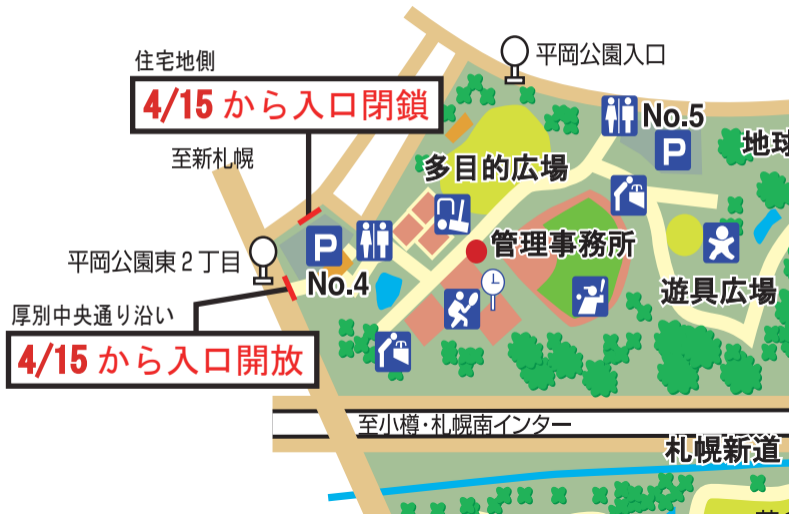 平岡公園入口
住宅地側
4/15 から入口閉鎖
No.5
P
地球
至新札幌
多目的広場
平岡公園東2丁目
P
No.4
管理事務所
遊具広場
厚別中央通り沿い
4/15 から入口開放
至小樽・札幌南インター
札幌新道